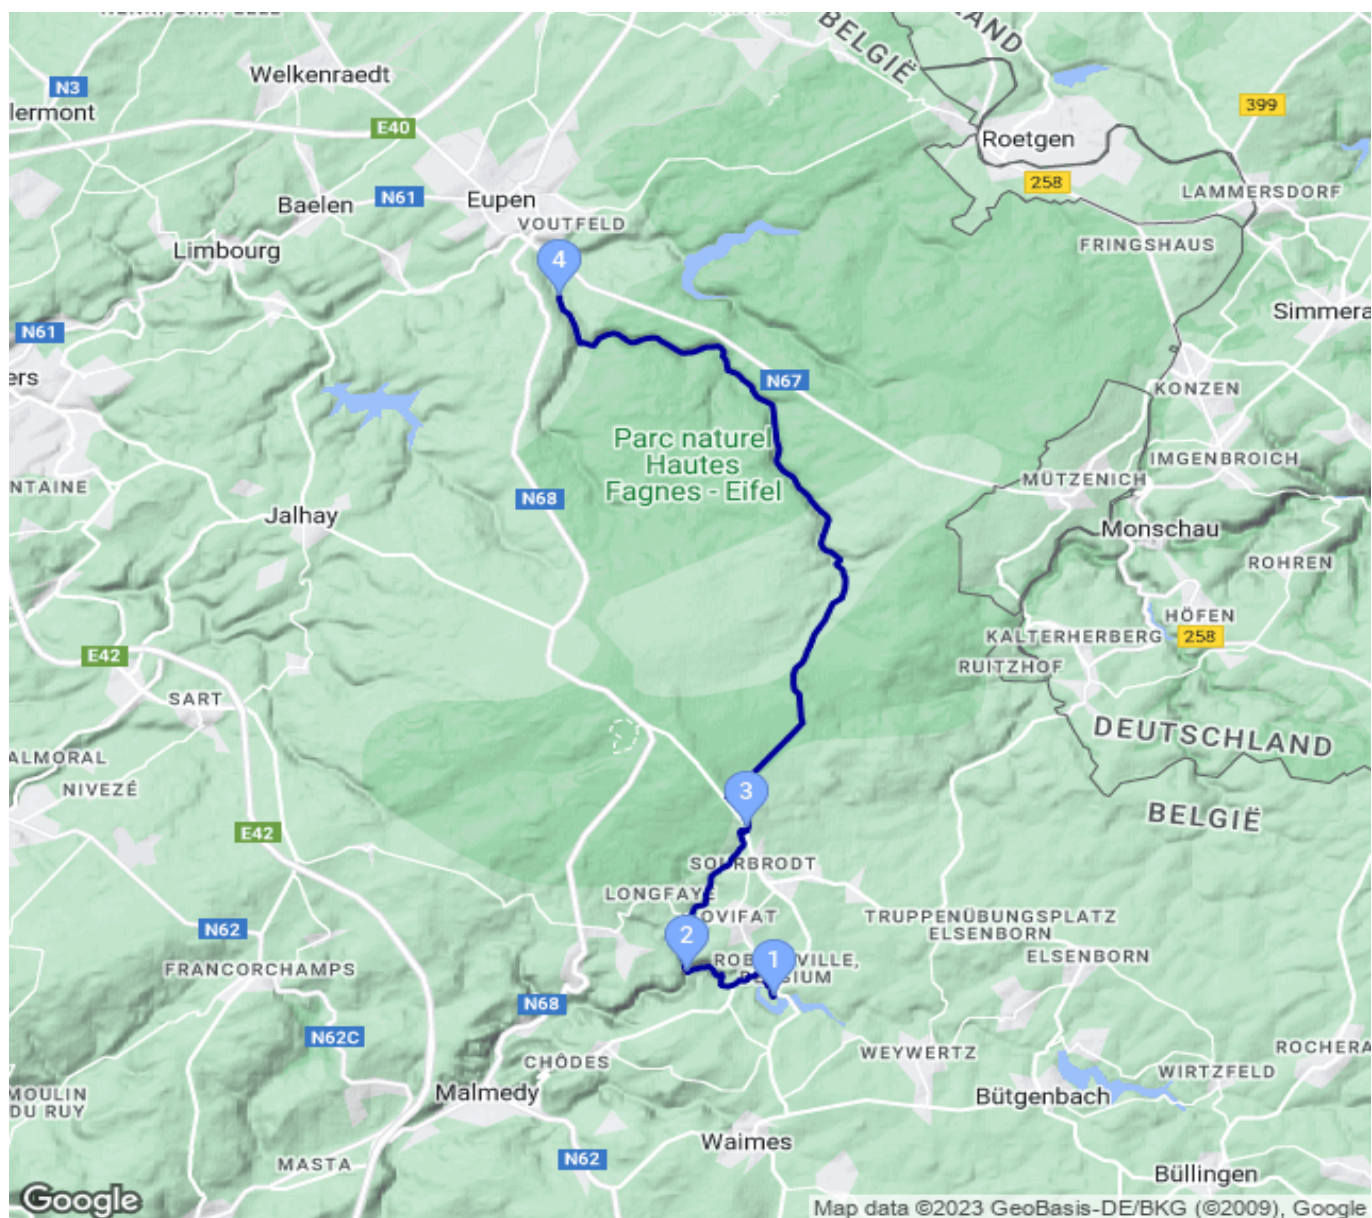 BELGIË
LAND
Welkenraedt
N3
lermont
E40
399
Roetgen
258
LAMMERSDORF
Eupen
N61
Baelen
VOUTFELD
FRINGSHAUS
Limbourg
4
Simmera
N61
ers
N67
KONZEN
Parc naturel
Hautes
Fagnes - Eifel
IMGENBROICH
MÜTZENICH
NTAINE
N68
Jalhay
Monschau
ROHREN
HÖFEN
258
KALTERHERBERG
RUITZHOF
E42
SART
DEUTSCHLAND
ALMORAL
NIVEZÉ
3
BELGIË
E42
SOURBRODT
LONGFAYE
OVIFAT
TRUPPENÜBUNGSPLATZ
ELSENBORN
N62
2
FRANCORCHAMPS
1
ELSENBORN
N68
N62C
CHÔDES
WEYWERTZ
ROCHERA
WIRTZFELD
MOULIN
DU RUY
Malmedy
Bütgenbach
Waimes
MASTA
N62
Büllingen
Google
Map data ©2023 GeoBasis-DE/BKG (©2009), Google